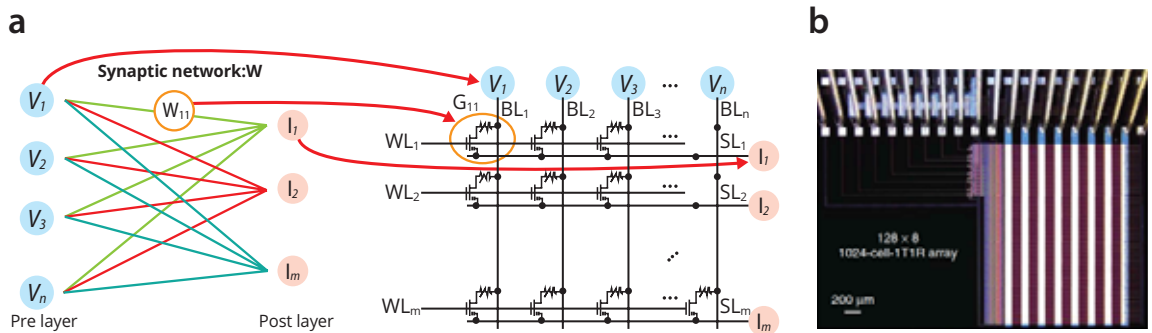 a
b
Synaptic network:W
V1
V2
V3
Vn
W11
I1
I2
Im
Pre layer
Post layer
V1 V2 V3 ... Vn
G11 BL1 BL2 BL3 BLn
WL1 ... SL1 I1
WL2 ... SL2 I2
...
WLm ... SLm Im
128 × 8
1024-cell-1T1R array
200 μm